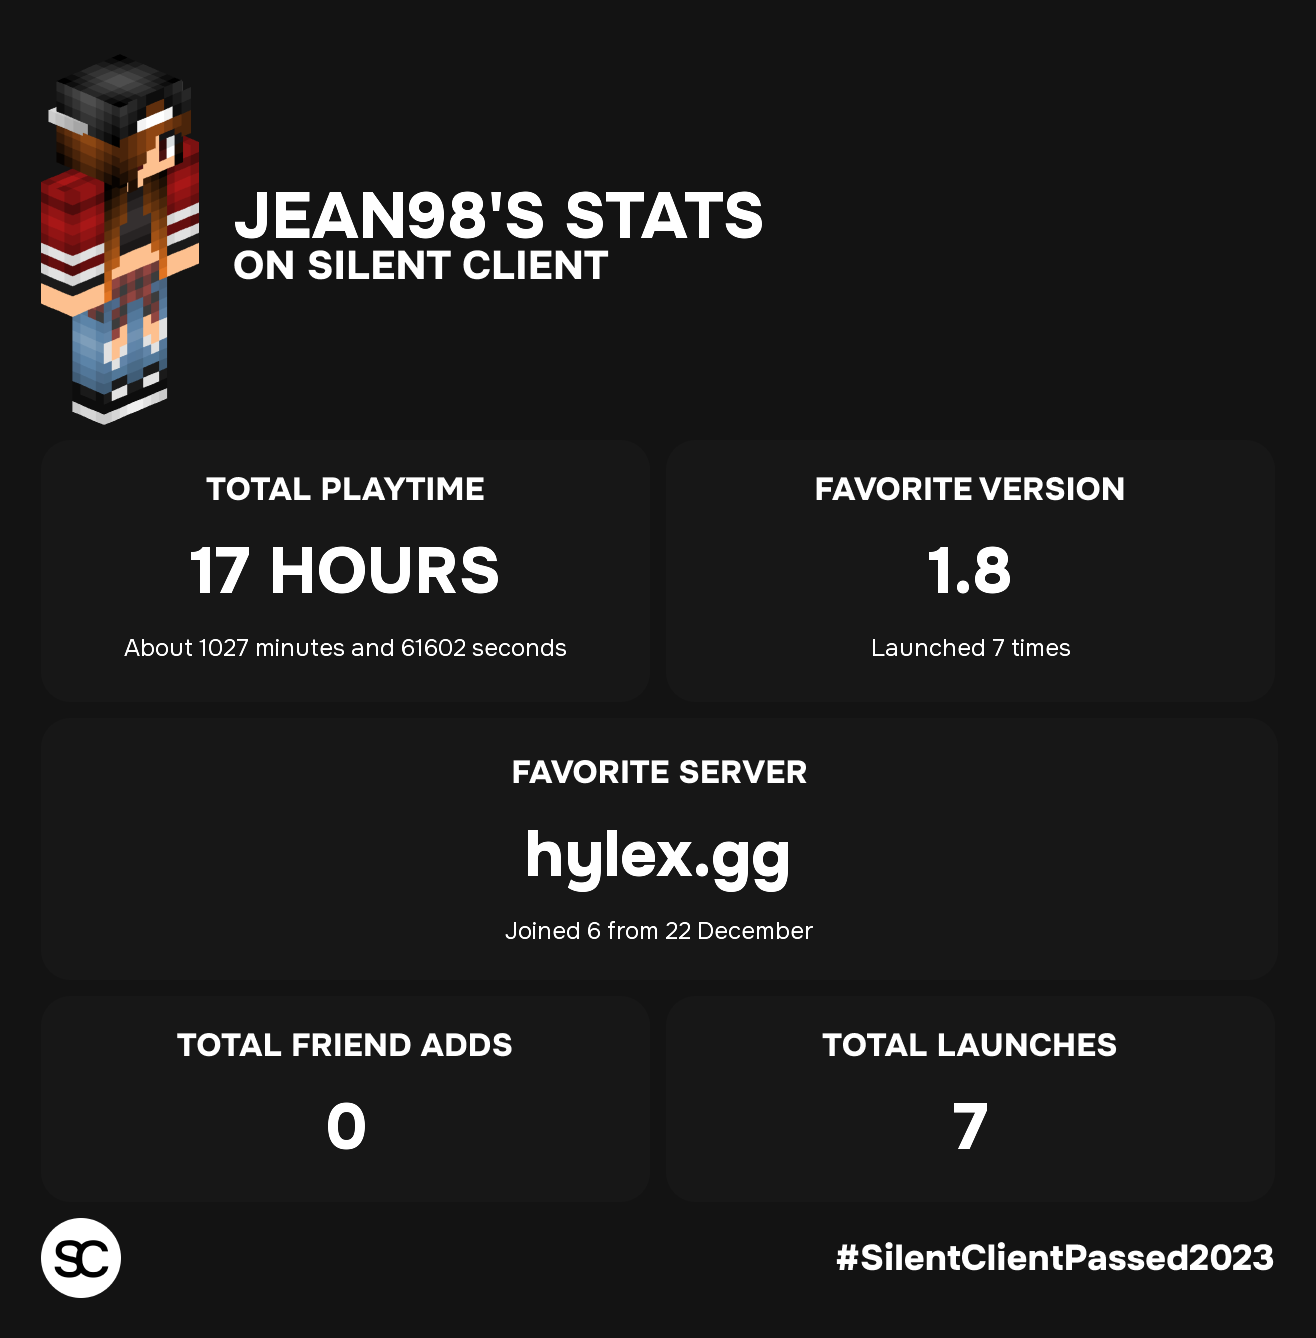 JEAN98'S STATS
ON SILENT CLIENT
TOTAL PLAYTIME
17 HOURS
About 1027 minutes and 61602 seconds
FAVORITE VERSION
1.8
Launched 7 times
FAVORITE SERVER
hylex.gg
Joined 6 from 22 December
TOTAL FRIEND ADDS
0
TOTAL LAUNCHES
7
SC
#SilentClientPassed2023